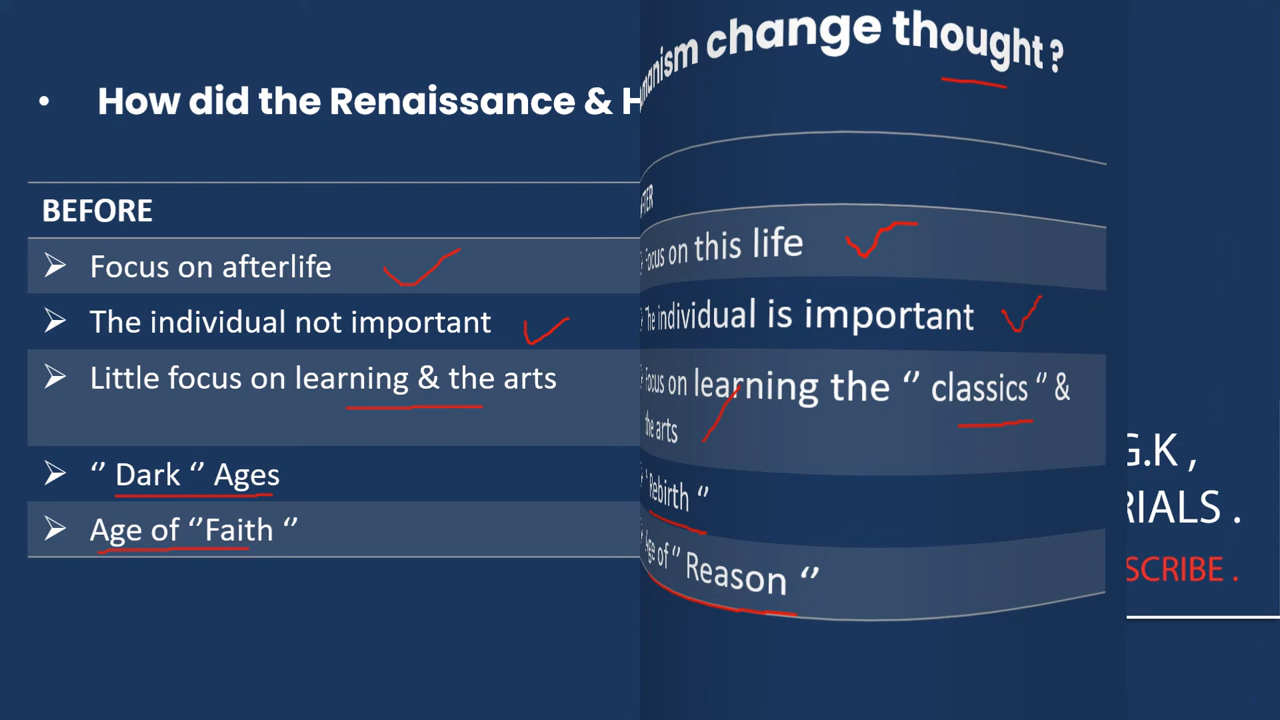 • How did the Renaissance & H
manism change thought ?
BEFORE
FTER
➢ Focus on afterlife
Focus on this life
➢ The individual not important
The individual is important
➢ Little focus on learning & the arts
Focus on learning the “ classics “ &
the arts
➢ “ Dark “ Ages
“ Rebirth “
➢ Age of “Faith “
Age of “ Reason “
G.K ,
RIALS .
SCRIBE .